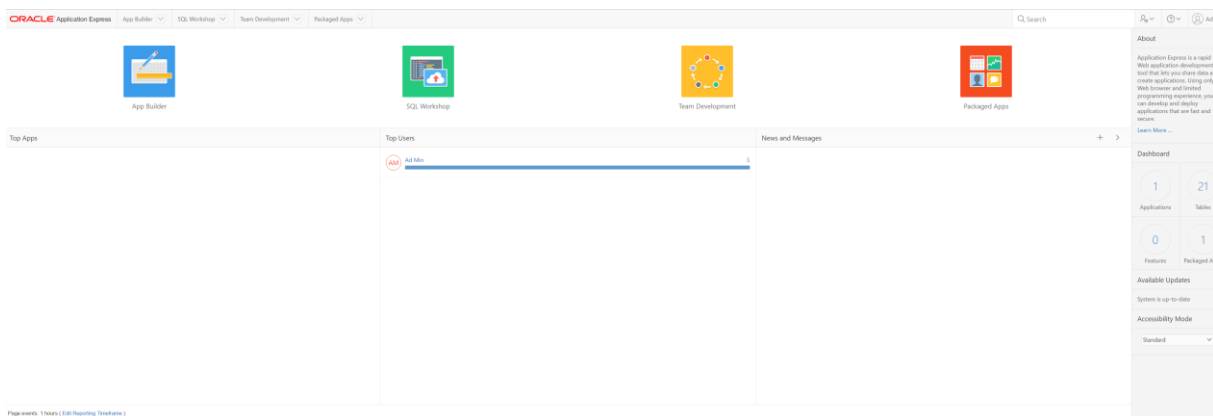 ORACLE Application Express App Builder SQL Workshop Team Development Packaged Apps Search Ad
App Builder SQL Workshop Team Development Packaged Apps
Top Apps Top Users News and Messages
AM Ad Min 3
About
Application Express is a rapid
Web application development
tool that lets you share data a
create applications. Using only
Web browser and limited
programming experience, you
can develop and deploy
applications that are fast and
secure.
Learn More ...
Dashboard
1 21
Applications Tables
0 1
Features Packaged A
Available Updates
System is up-to-date
Accessibility Mode
Standard
Page events: 1 hours ( Edit Reporting Timeframe )